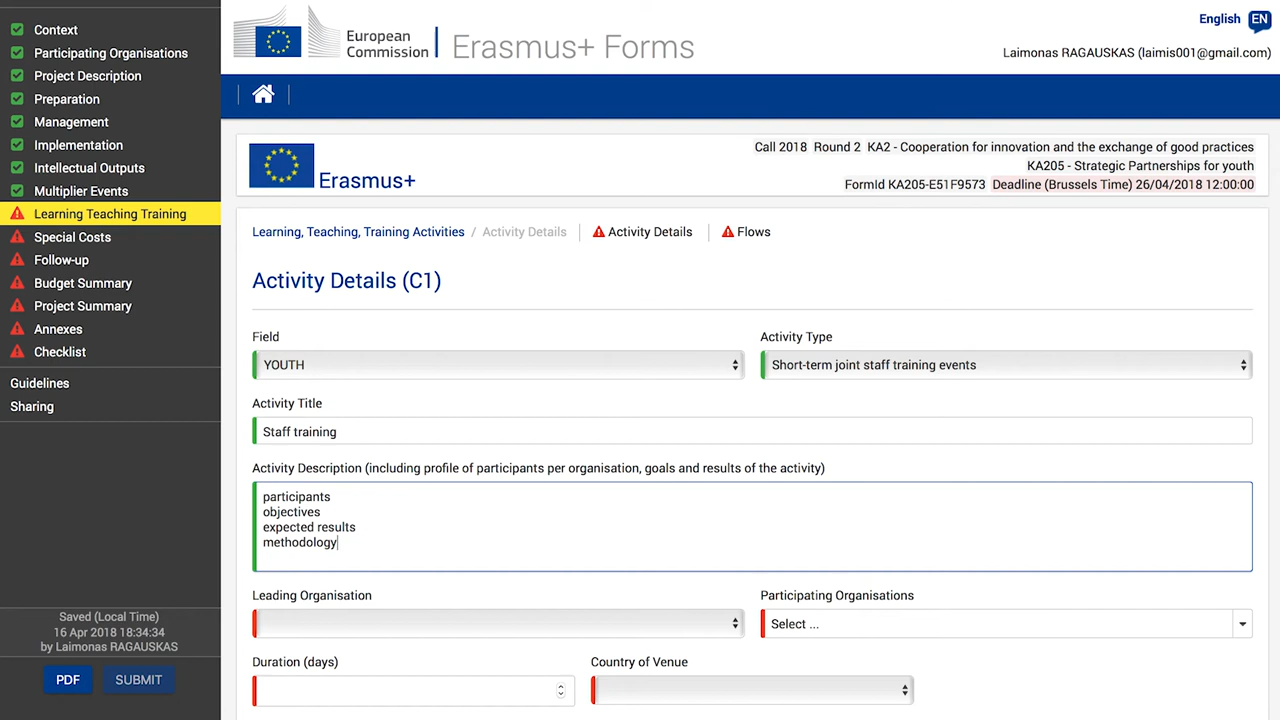 Context
Participating Organisations
Project Description
Preparation
Management
Implementation
Intellectual Outputs
Multiplier Events
Learning Teaching Training
Special Costs
Follow-up
Budget Summary
Project Summary
Annexes
Checklist
Guidelines
Sharing
Saved (Local Time)
16 Apr 2018 18:34:34
by Laimonas RAGAUSKAS
PDF SUBMIT
European
Commission
Erasmus+ Forms
English EN
Laimonas RAGAUSKAS (laimis001@gmail.com)
Erasmus+
Call 2018 Round 2 KA2 - Cooperation for innovation and the exchange of good practices
KA205 - Strategic Partnerships for youth
FormId KA205-E51F9573 Deadline (Brussels Time) 26/04/2018 12:00:00
Learning, Teaching, Training Activities / Activity Details Activity Details Flows
Activity Details (C1)
Field Activity Type
YOUTH Short-term joint staff training events
Activity Title
Staff training
Activity Description (including profile of participants per organisation, goals and results of the activity)
participants
objectives
expected results
methodology
Leading Organisation Participating Organisations
Select ...
Duration (days) Country of Venue